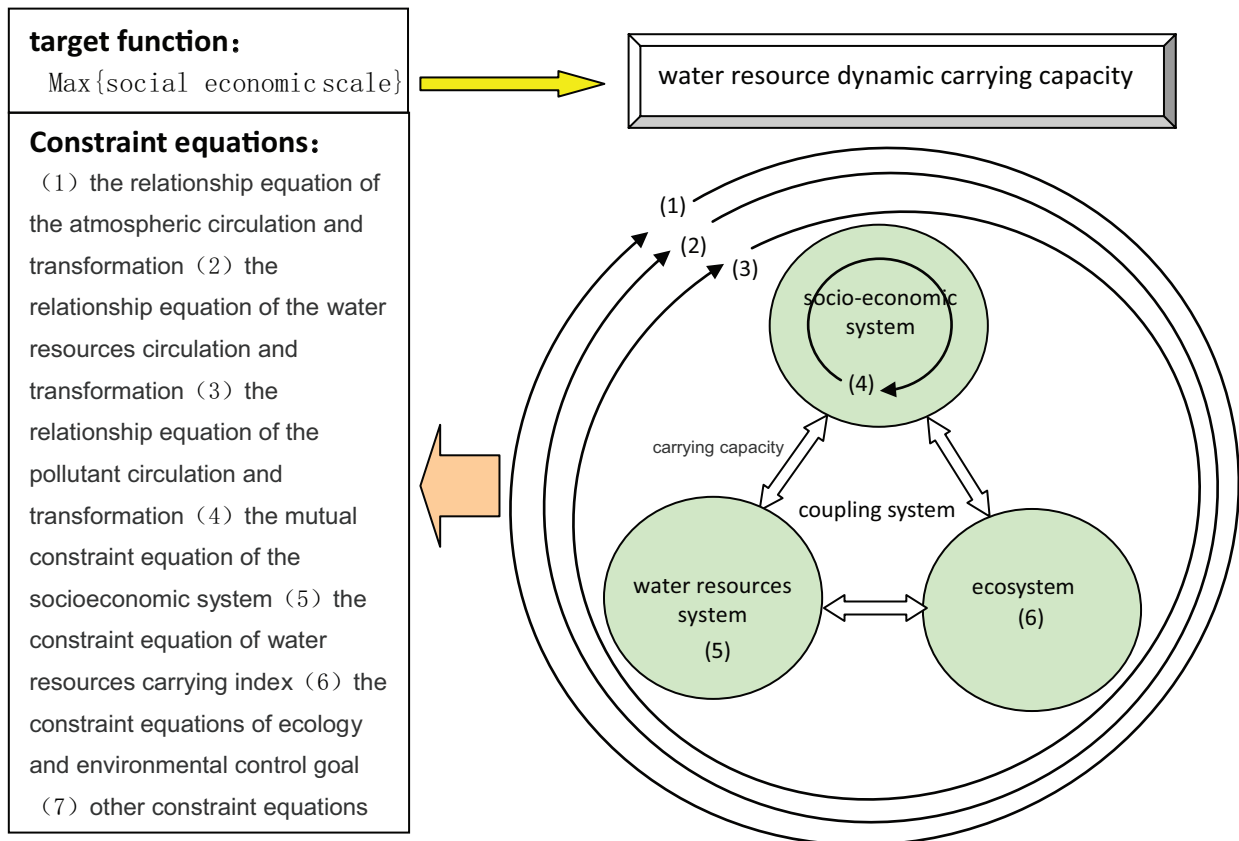 target function：
Max{social economic scale}
Constraint equations：
（1）the relationship equation of
the atmospheric circulation and
transformation（2）the
relationship equation of the water
resources circulation and
transformation（3）the
relationship equation of the
pollutant circulation and
transformation（4）the mutual
constraint equation of the
socioeconomic system（5）the
constraint equation of water
resources carrying index（6）the
constraint equations of ecology
and environmental control goal
（7）other constraint equations
water resource dynamic carrying capacity
(1)
(2)
(3)
socio-economic
system
(4)
carrying capacity
coupling system
water resources
system
(5)
ecosystem
(6)